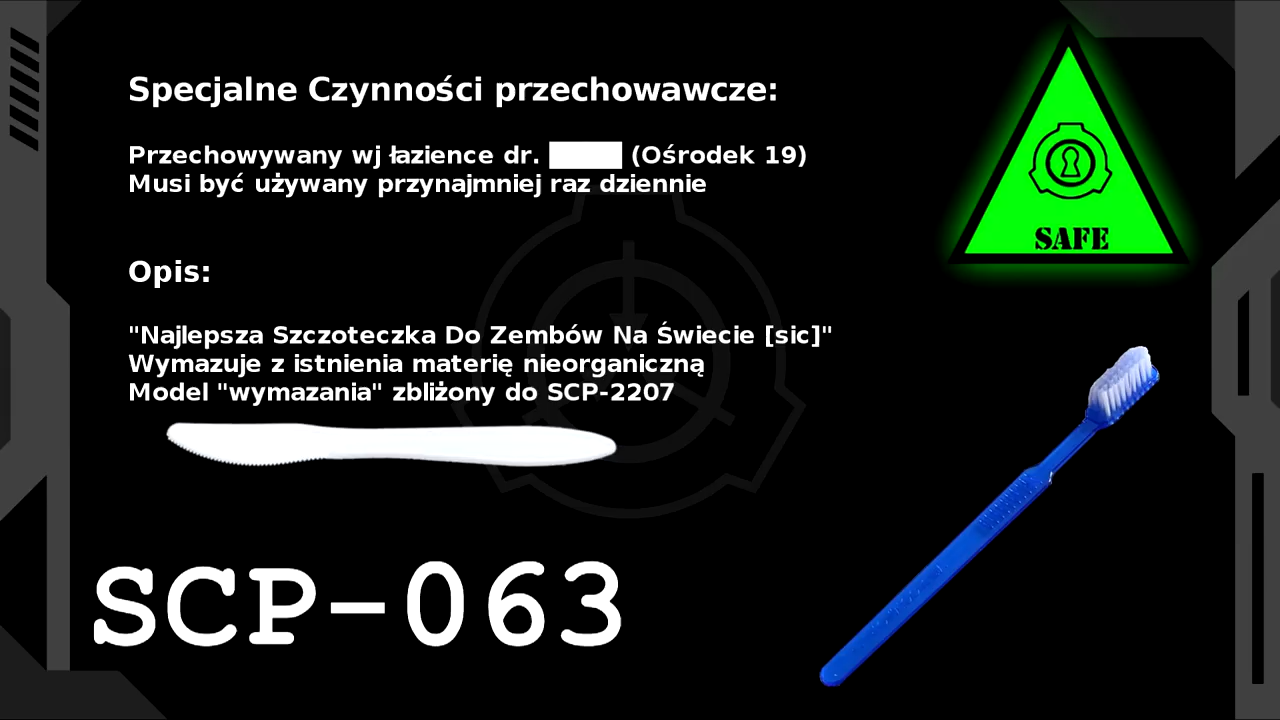 Specjalne Czynności przechowawcze:
Przechowywany wj łazience dr. █████ (Ośrodek 19)
Musi być używany przynajmniej raz dziennie
Opis:
"Najlepsza Szczoteczka Do Zembów Na Świecie [sic]"
Wymazuje z istnienia materię nieorganiczną
Model "wymazania" zbliżony do SCP-2207
SCP-063
SAFE